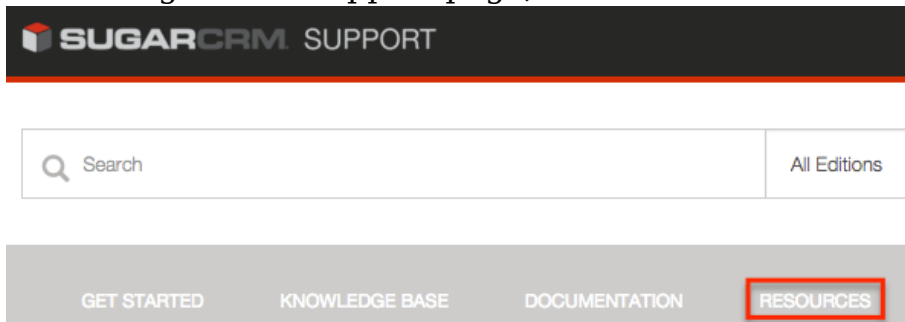 SUGARCRM. SUPPORT
Search All Editions
GET STARTED KNOWLEDGE BASE DOCUMENTATION RESOURCES